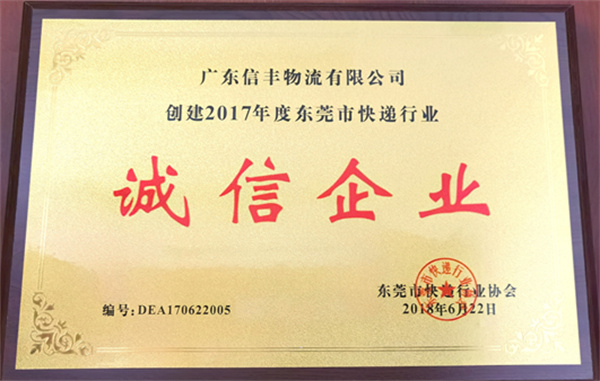 广东信丰物流有限公司
创建2017年度东莞市快递行业
诚信企业
编号:DEA170622005
东莞市快递行业协会
2018年6月22日